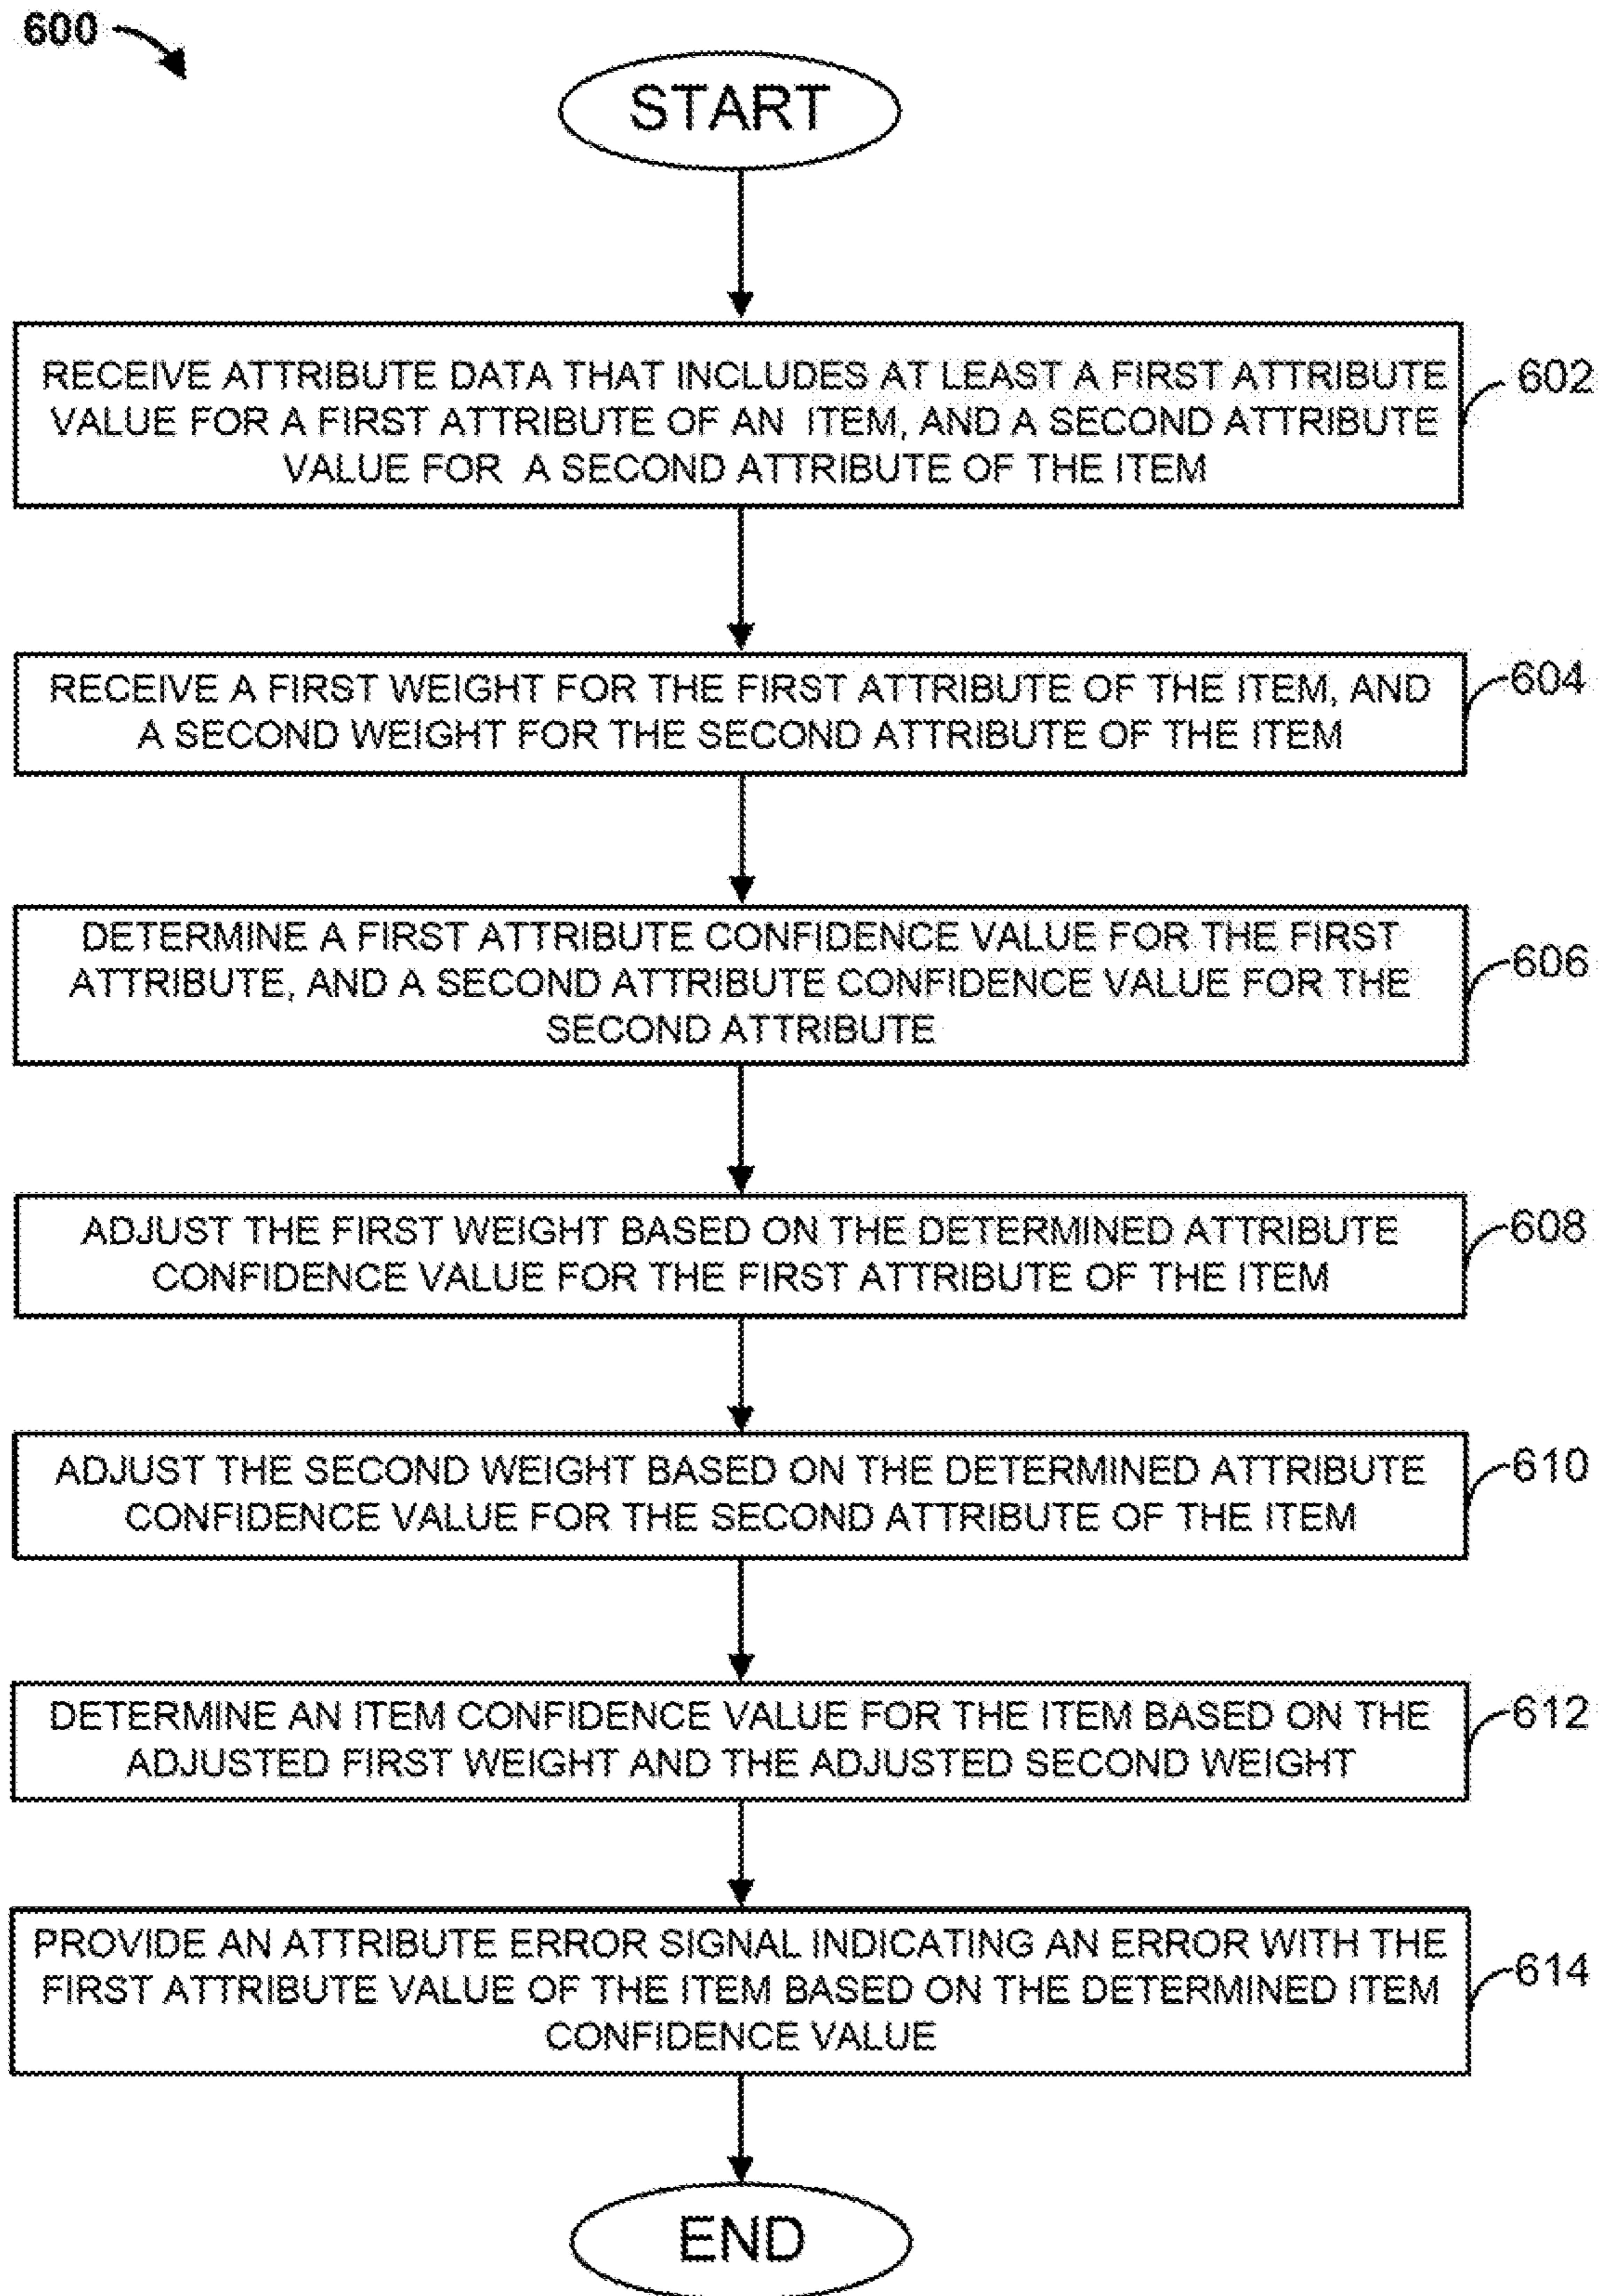 600
START
RECEIVE ATTRIBUTE DATA THAT INCLUDES AT LEAST A FIRST ATTRIBUTE
VALUE FOR A FIRST ATTRIBUTE OF AN ITEM, AND A SECOND ATTRIBUTE
VALUE FOR A SECOND ATTRIBUTE OF THE ITEM
602
RECEIVE A FIRST WEIGHT FOR THE FIRST ATTRIBUTE OF THE ITEM, AND
A SECOND WEIGHT FOR THE SECOND ATTRIBUTE OF THE ITEM
604
DETERMINE A FIRST ATTRIBUTE CONFIDENCE VALUE FOR THE FIRST
ATTRIBUTE, AND A SECOND ATTRIBUTE CONFIDENCE VALUE FOR THE
SECOND ATTRIBUTE
606
ADJUST THE FIRST WEIGHT BASED ON THE DETERMINED ATTRIBUTE
CONFIDENCE VALUE FOR THE FIRST ATTRIBUTE OF THE ITEM
608
ADJUST THE SECOND WEIGHT BASED ON THE DETERMINED ATTRIBUTE
CONFIDENCE VALUE FOR THE SECOND ATTRIBUTE OF THE ITEM
610
DETERMINE AN ITEM CONFIDENCE VALUE FOR THE ITEM BASED ON THE
ADJUSTED FIRST WEIGHT AND THE ADJUSTED SECOND WEIGHT
612
PROVIDE AN ATTRIBUTE ERROR SIGNAL INDICATING AN ERROR WITH THE
FIRST ATTRIBUTE VALUE OF THE ITEM BASED ON THE DETERMINED ITEM
CONFIDENCE VALUE
614
END